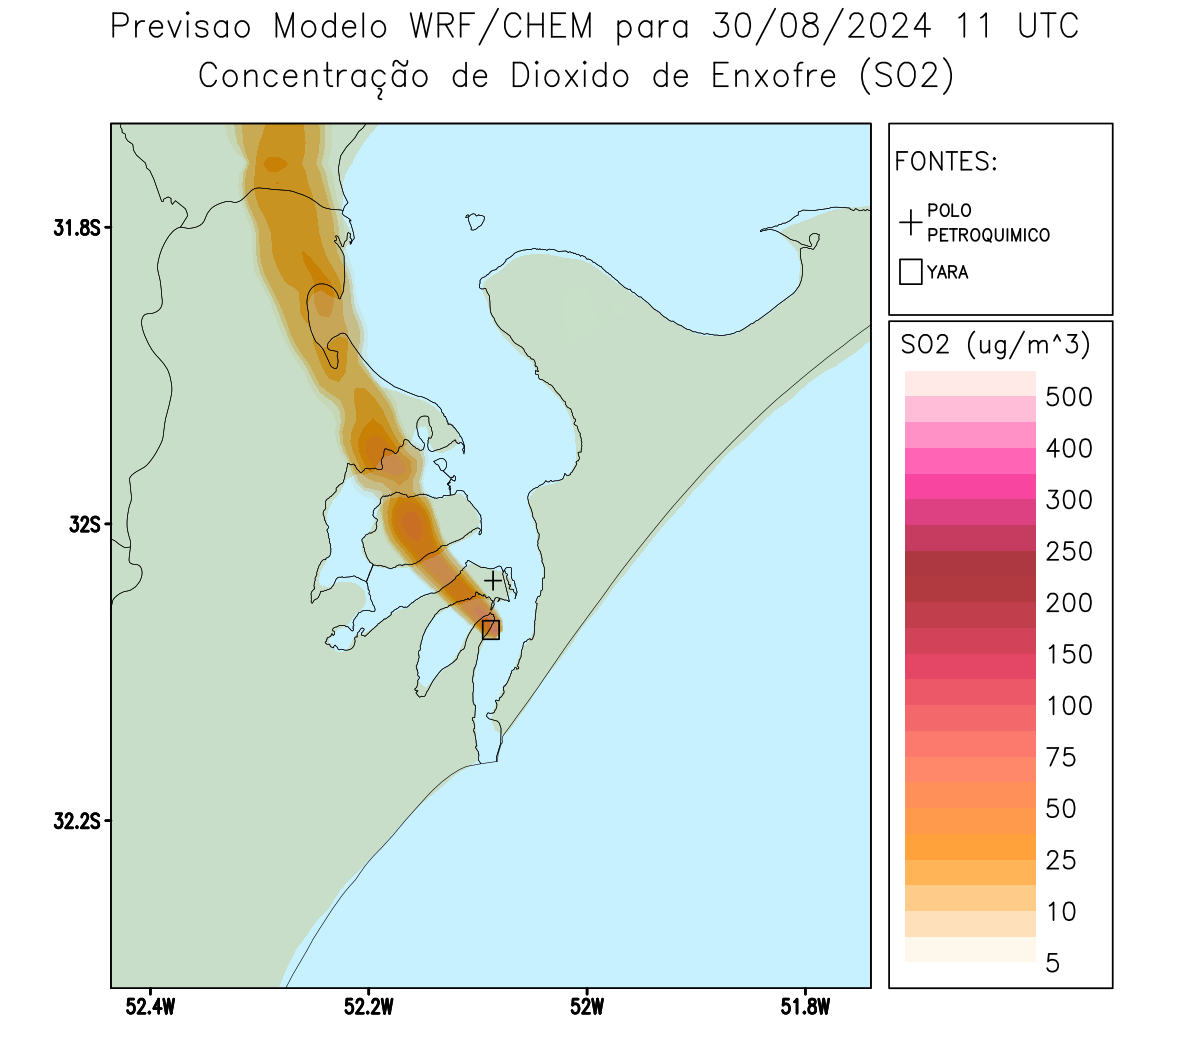 Previsao Modelo WRF/CHEM para 30/08/2024 11 UTC
Concentração de Dioxido de Enxofre (SO2)
FONTES:
POLO
PETROQUIMICO
YARA
SO2 (ug/m^3)
500
400
300
250
200
150
100
75
50
25
10
5
31.8S
32S
32.2S
52.4W
52.2W
52W
51.8W